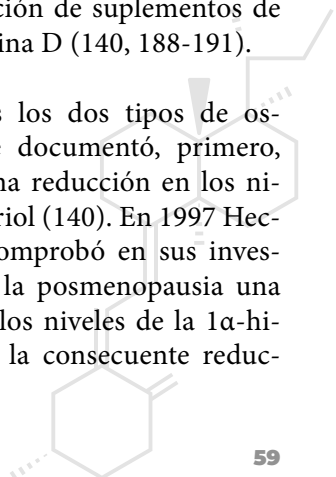 ción de suplementos de
ina D (140, 188-191).
s los dos tipos de os-
e documentó, primero,
na reducción en los ni-
riol (140). En 1997 Hec-
omprobó en sus inves-
la posmenopausia una
los niveles de la 1α-hi-
la consecuente reduc-
59